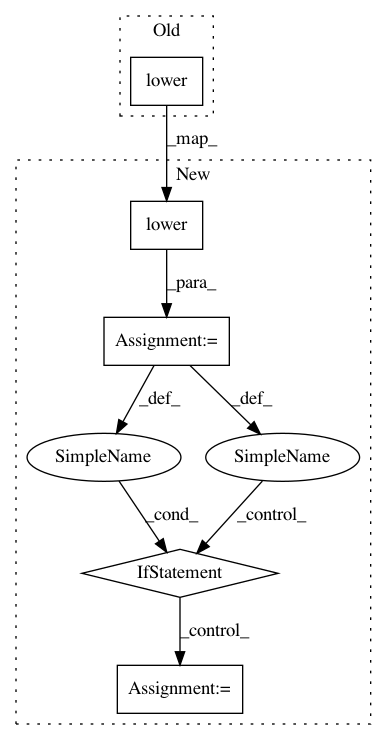 Old
lower
_map_
New
lower
_para_
Assignment:=
_def_
_def_
SimpleName
SimpleName
_cond_
_control_
IfStatement
_control_
Assignment:=